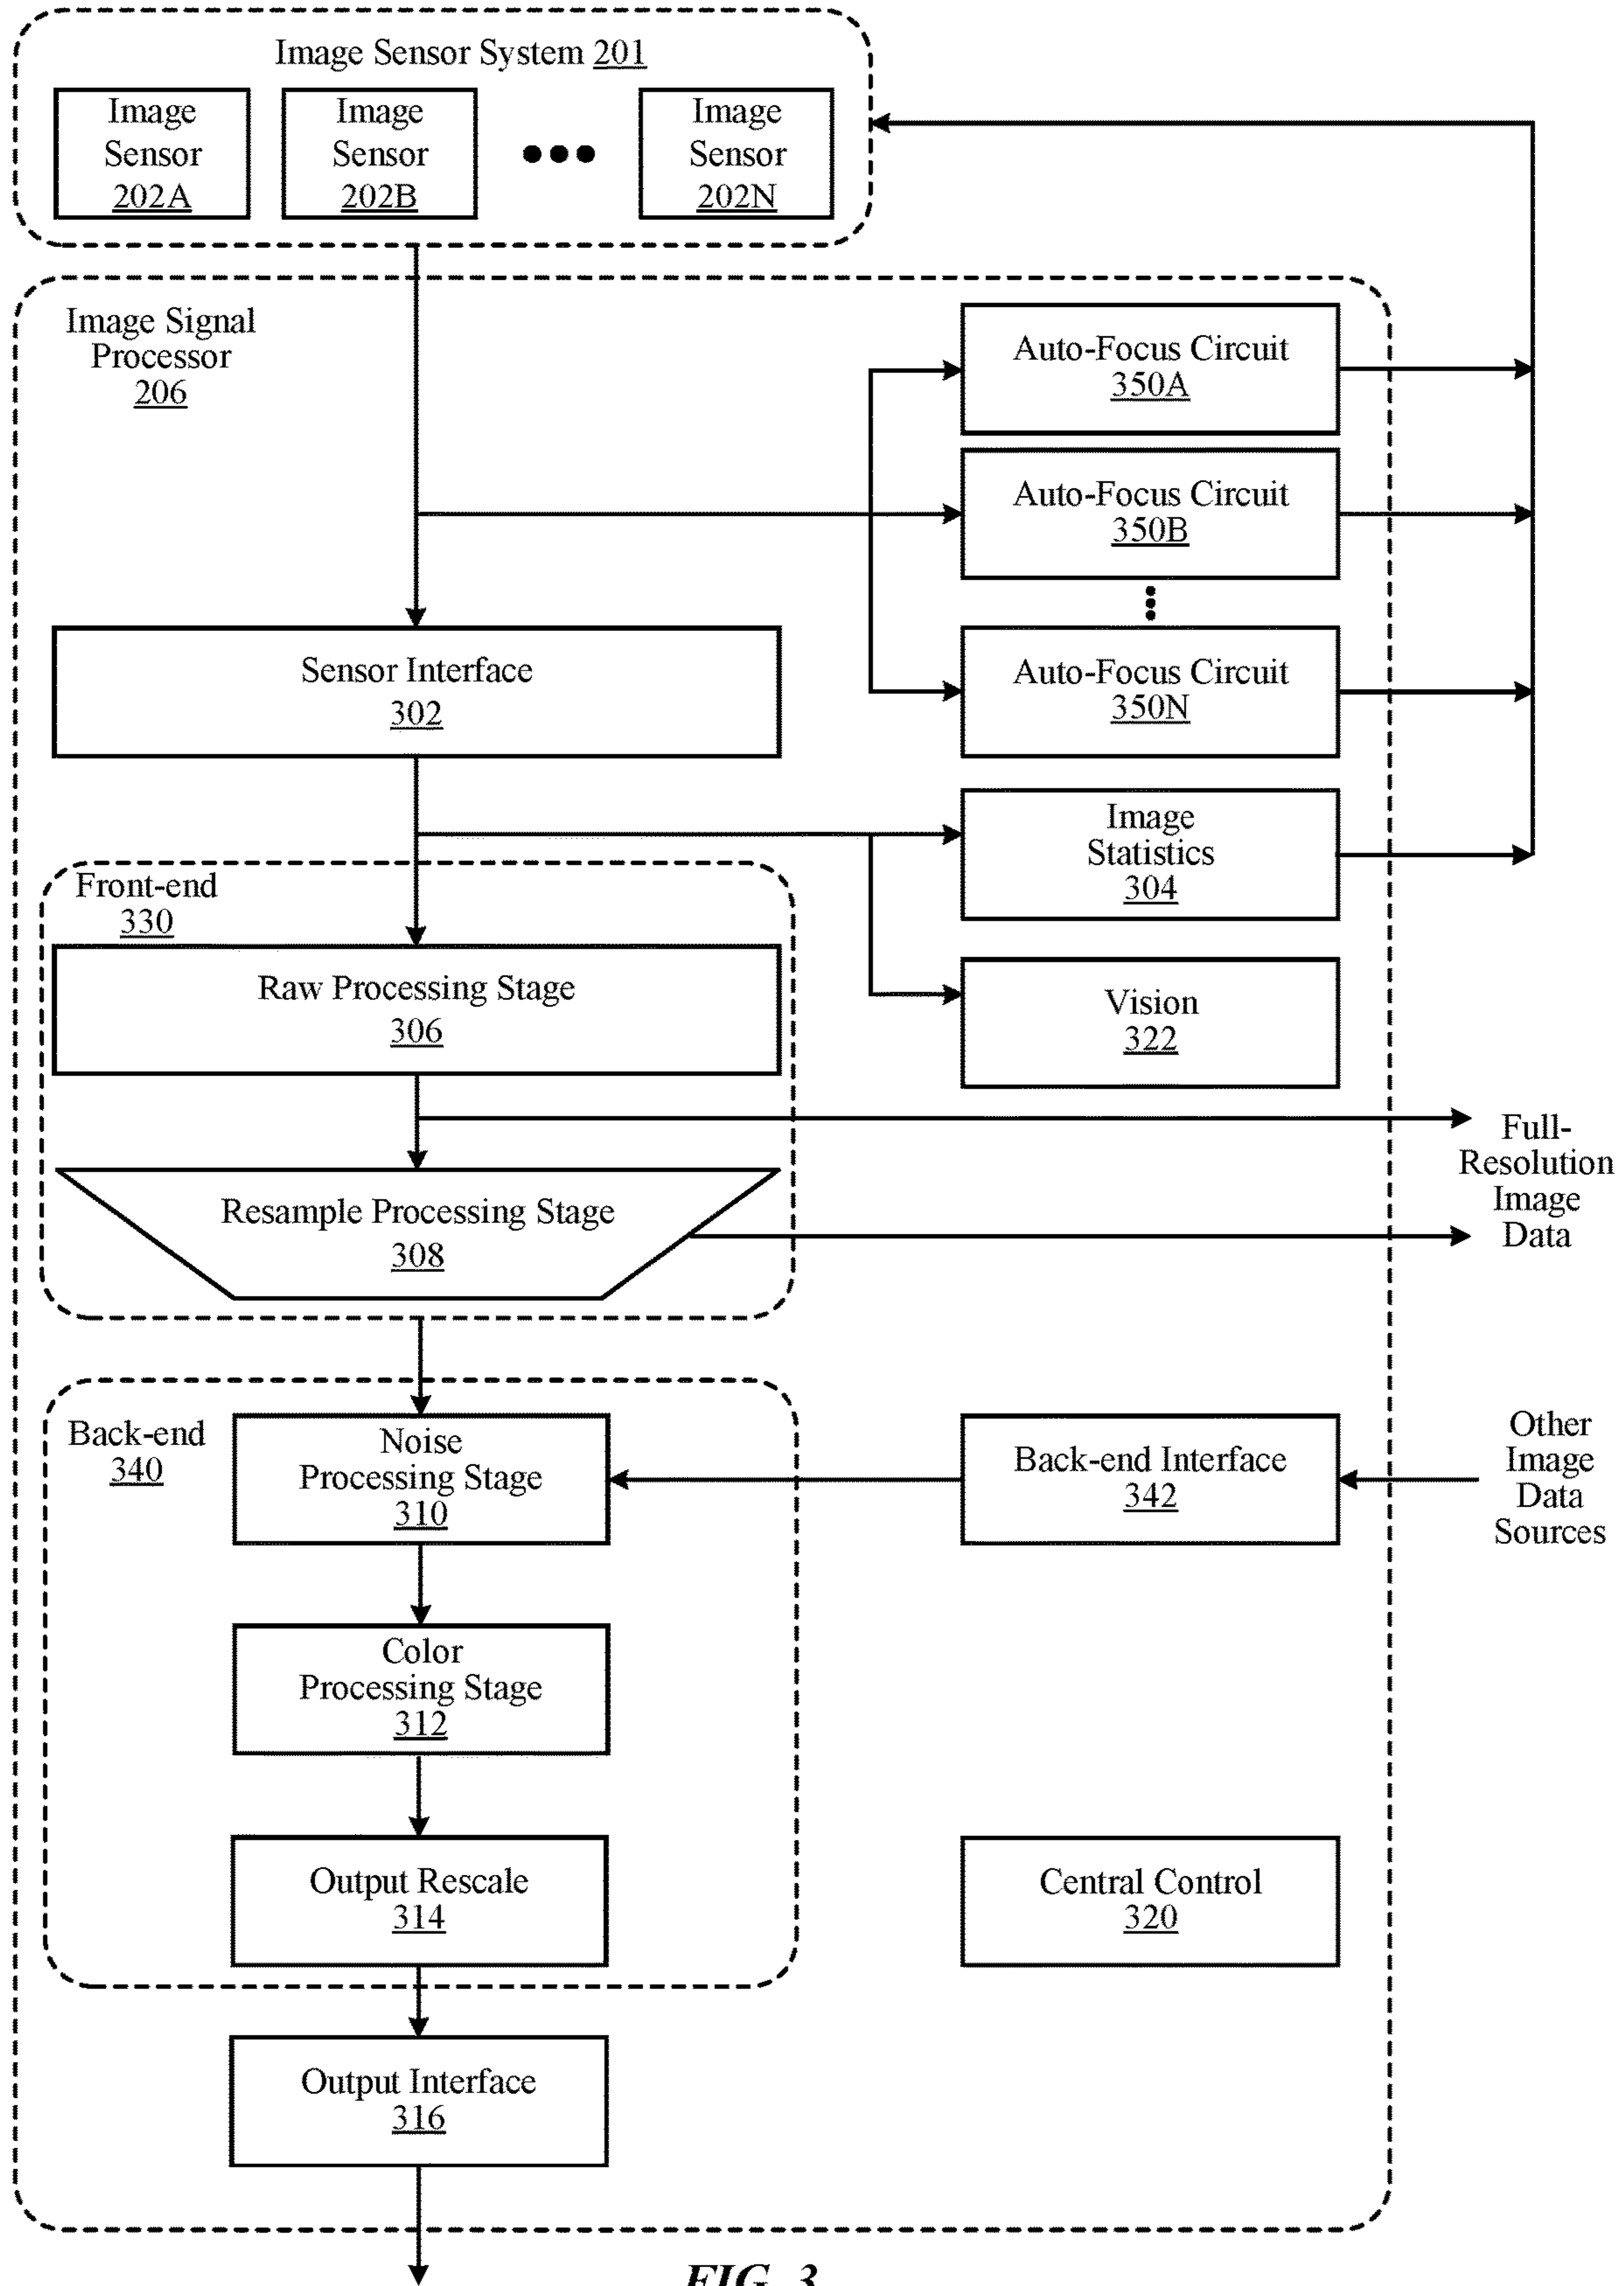 Image Sensor System 201
Image
Sensor
202A
Image
Sensor
202B
Image
Sensor
202N
Image Signal
Processor
206
Auto-Focus Circuit
350A
Auto-Focus Circuit
350B
Auto-Focus Circuit
350N
Sensor Interface
302
Image
Statistics
304
Front-end
330
Raw Processing Stage
306
Vision
322
Full-
Resolution
Image
Data
Resample Processing Stage
308
Back-end
340
Noise
Processing Stage
310
Back-end Interface
342
Other
Image
Data
Sources
Color
Processing Stage
312
Output Rescale
314
Central Control
320
Output Interface
316
FIG. 3